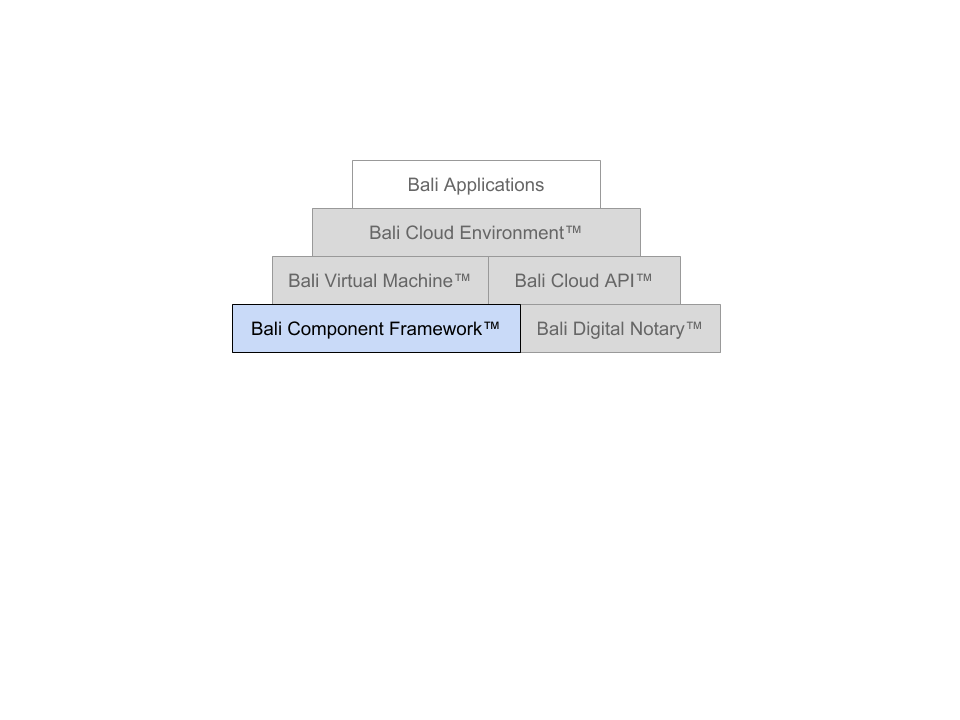 Bali Applications
Bali Cloud Environment™
Bali Virtual Machine™
Bali Cloud API™
Bali Component Framework™
Bali Digital Notary™